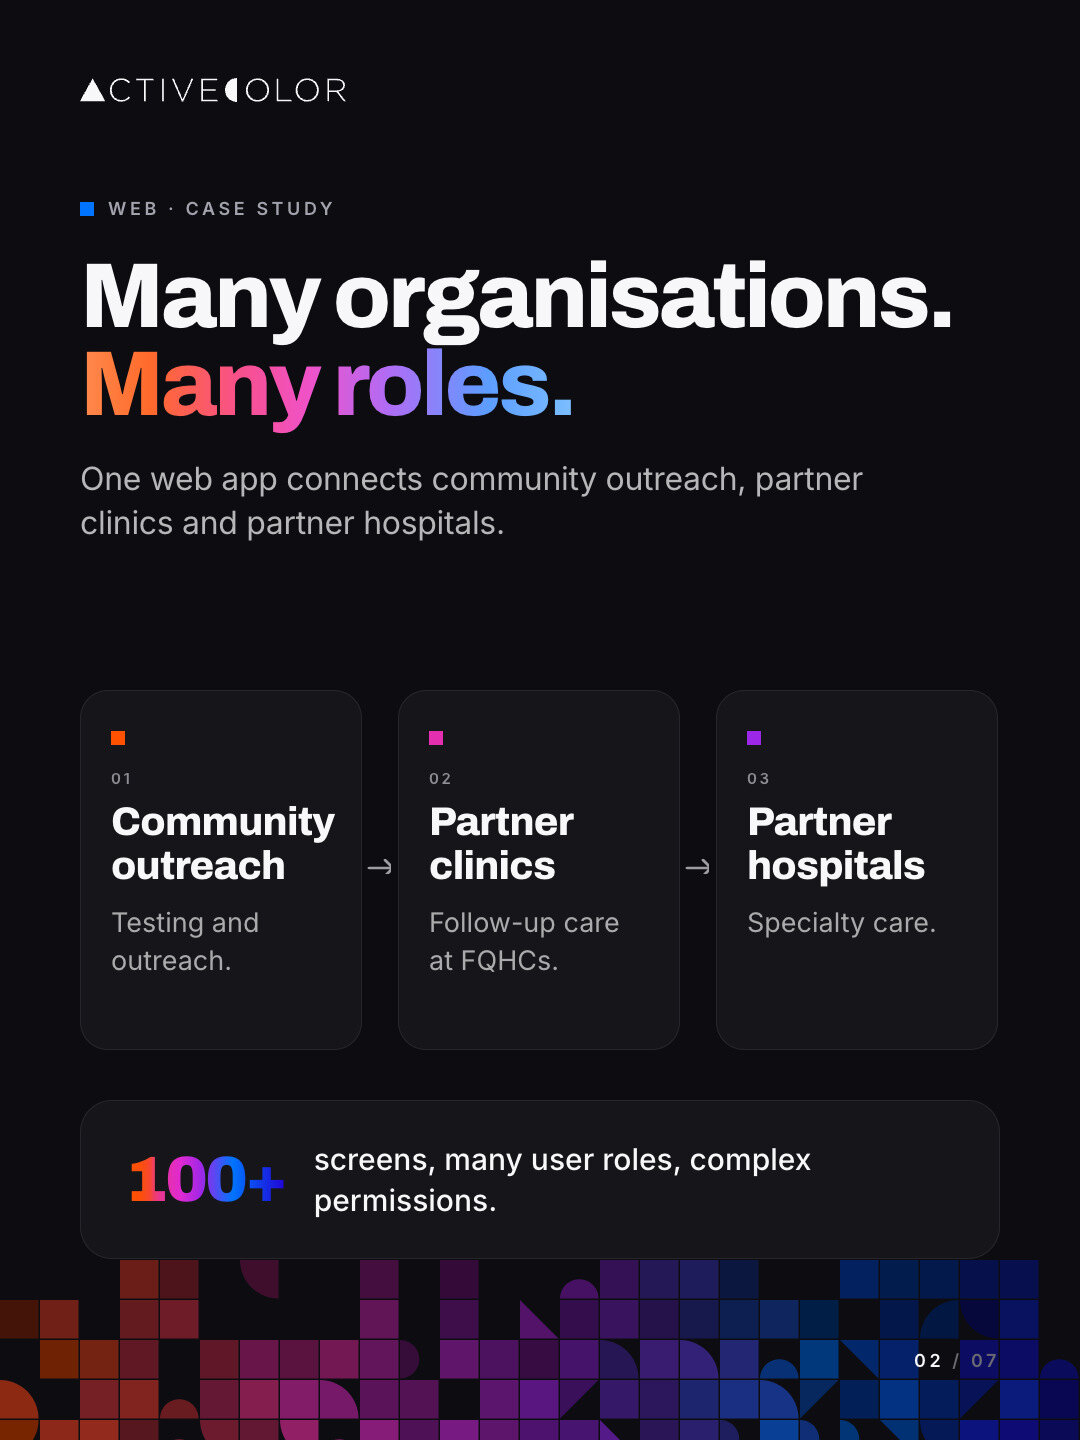 ACTIVECOLOR
WEB · CASE STUDY
Many organisations.
Many roles.
One web app connects community outreach, partner
clinics and partner hospitals.
01
Community
outreach
Testing and
outreach.
→
02
Partner
clinics
Follow-up care
at FQHCs.
→
03
Partner
hospitals
Specialty care.
100+
screens, many user roles, complex
permissions.
02 / 07